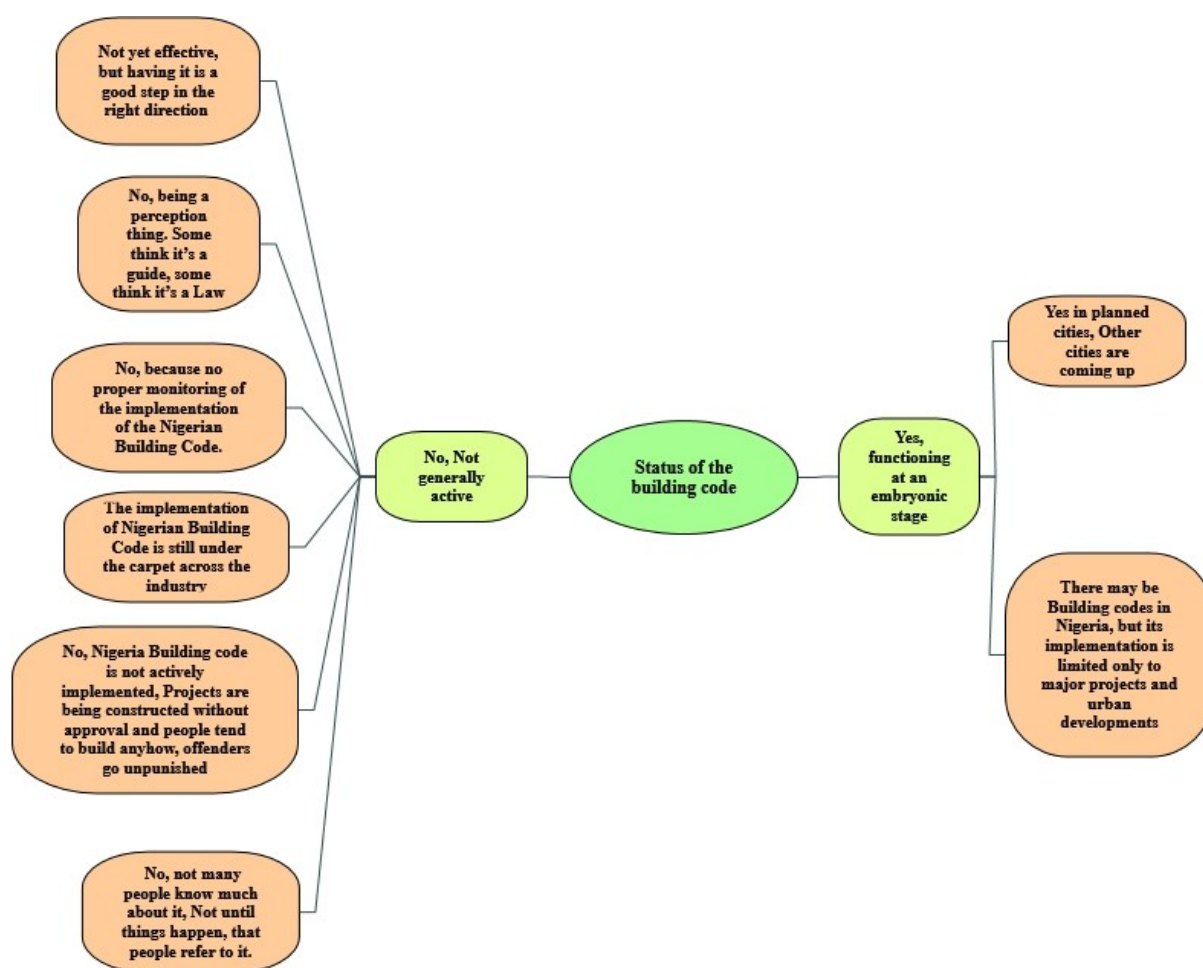 Not yet effective,
but having it is a
good step in the
right direction
No, being a
perception
thing. Some
think it's a
guide, some
think it's a Law
No, because no
proper monitoring of
the implementation
of the Nigerian
Building Code.
The implementation
of Nigerian Building
Code is still under
the carpet across the
industry
No, Nigeria Building code
is not actively
implemented, Projects are
being constructed without
approval and people tend
to build anyhow, offenders
go unpunished
No, not many
people know much
about it, Not until
things happen, that
people refer to it.
No, Not
generally
active
Status of the
building code
Yes,
functioning
at an
embryonic
stage
Yes in planned
cities, Other
cities are
coming up
There may be
Building codes in
Nigeria, but its
implementation is
limited only to
major projects and
urban
developments